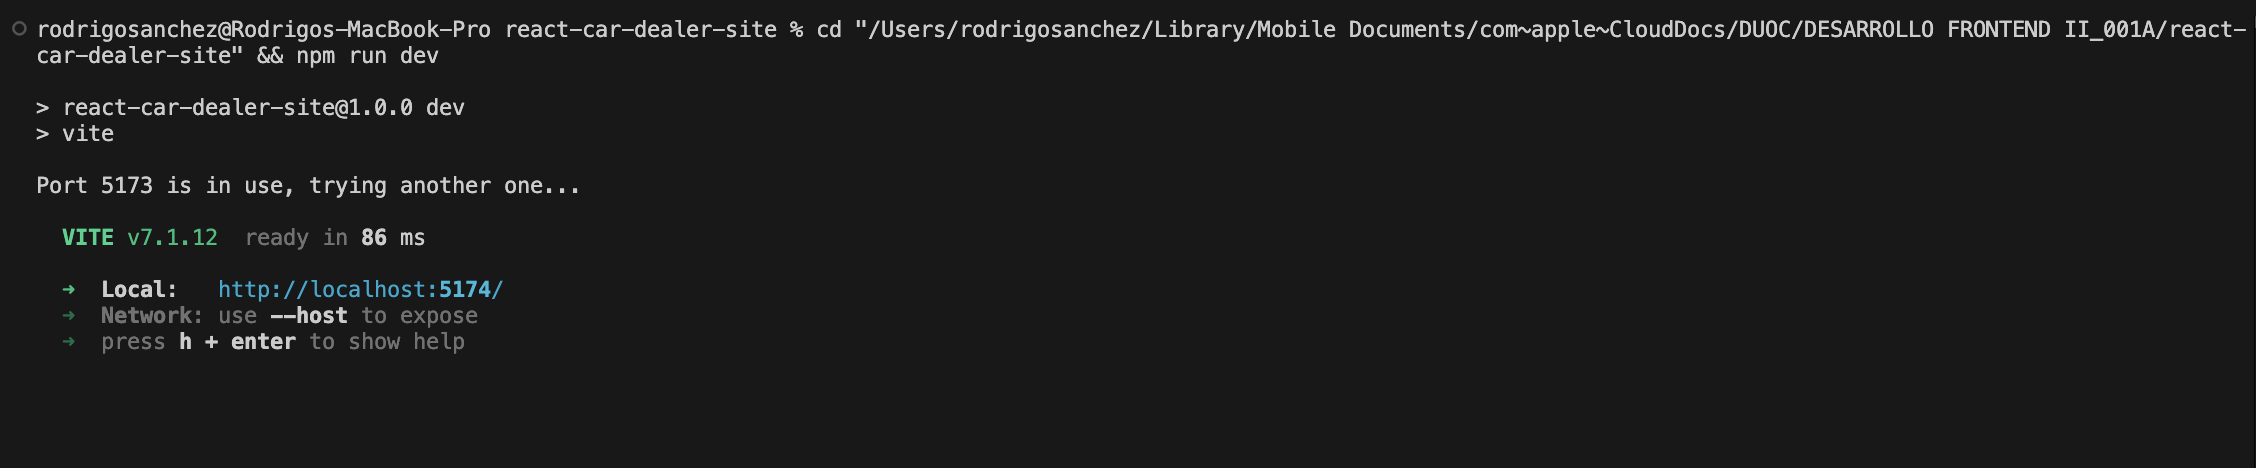 rodrigosanchez@Rodrigos-MacBook-Pro react-car-dealer-site % cd "/Users/rodrigosanchez/Library/Mobile Documents/com~apple~CloudDocs/DUOC/DESARROLLO FRONTEND II_001A/react-
car-dealer-site" && npm run dev
> react-car-dealer-site@1.0.0 dev
> vite
Port 5173 is in use, trying another one...
VITE v7.1.12 ready in 86 ms
➜ Local: http://localhost:5174/
➜ Network: use --host to expose
➜ press h + enter to show help